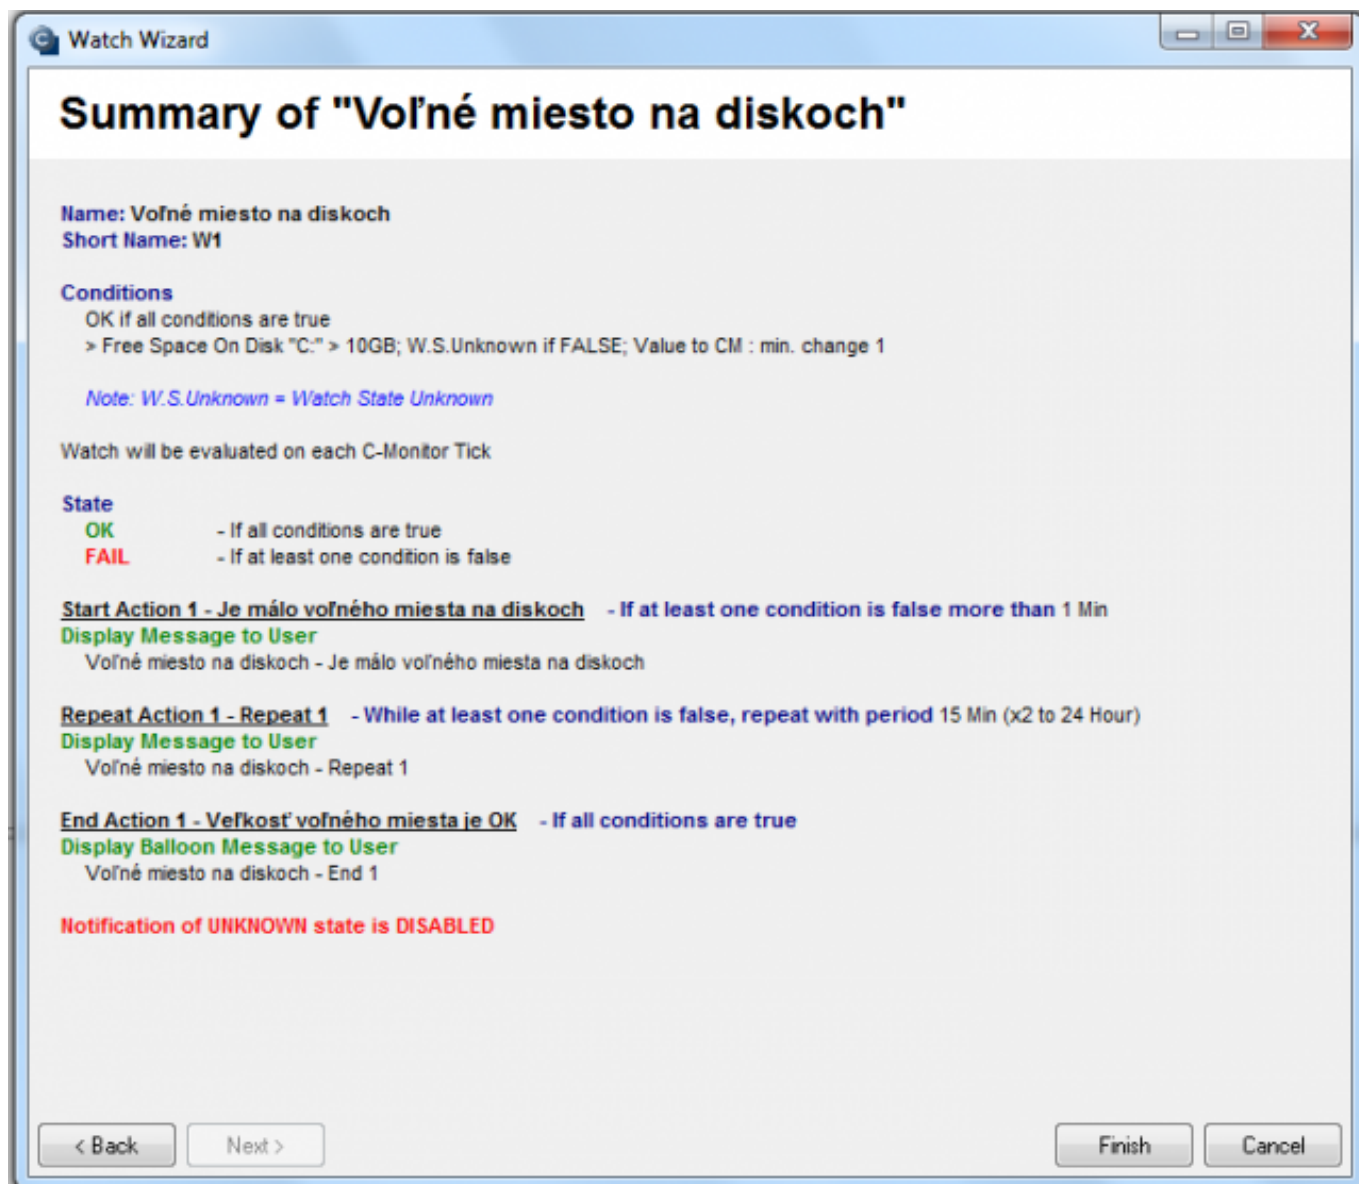 Watch Wizard
Summary of "Voľné miesto na diskoch"
Name: Voľné miesto na diskoch
Short Name: W1
Conditions
OK if all conditions are true
> Free Space On Disk "C:" > 10GB; W.S.Unknown if FALSE; Value to CM : min. change 1
Note: W.S.Unknown = Watch State Unknown
Watch will be evaluated on each C-Monitor Tick
State
OK - If all conditions are true
FAIL - If at least one condition is false
Start Action 1 - Je málo voľného miesta na diskoch - If at least one condition is false more than 1 Min
Display Message to User
Voľné miesto na diskoch - Je málo voľného miesta na diskoch
Repeat Action 1 - Repeat 1 - While at least one condition is false, repeat with period 15 Min (x2 to 24 Hour)
Display Message to User
Voľné miesto na diskoch - Repeat 1
End Action 1 - Veľkosť voľného miesta je OK - If all conditions are true
Display Balloon Message to User
Voľné miesto na diskoch - End 1
Notification of UNKNOWN state is DISABLED
< Back Next > Finish Cancel